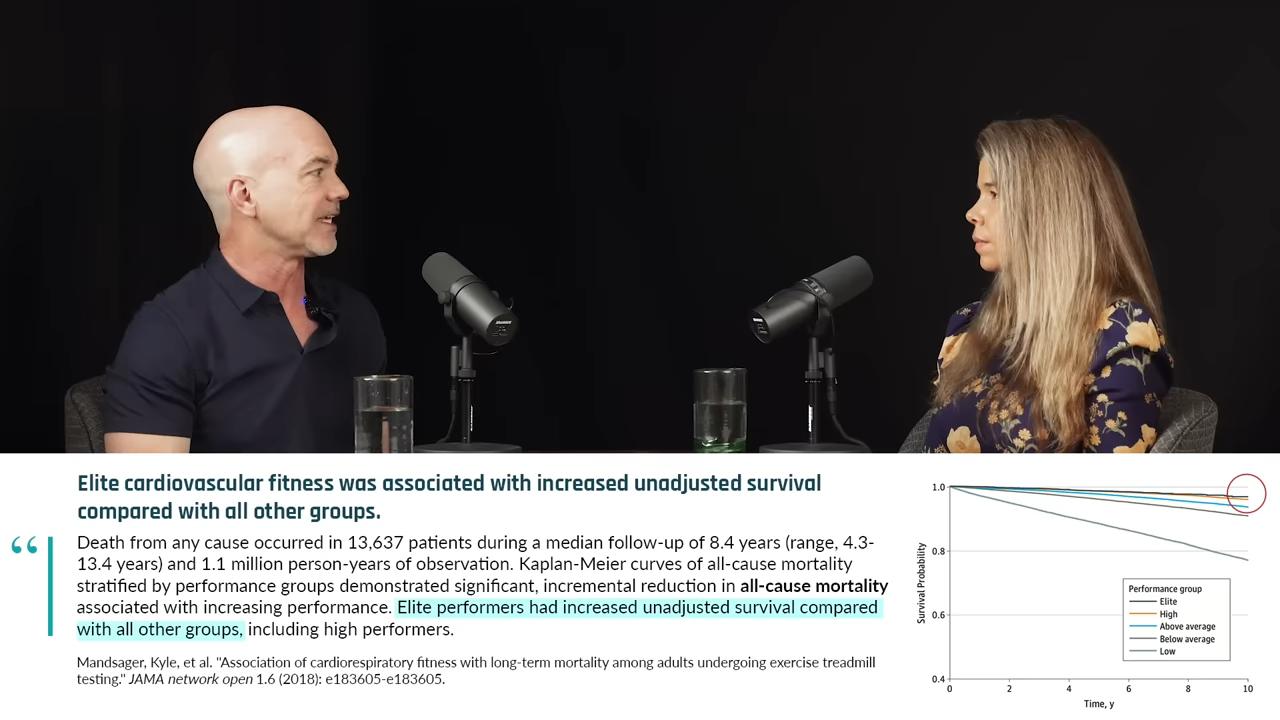 Elite cardiovascular fitness was associated with increased unadjusted survival
compared with all other groups.
“
Death from any cause occurred in 13,637 patients during a median follow-up of 8.4 years (range, 4.3-
13.4 years) and 1.1 million person-years of observation. Kaplan-Meier curves of all-cause mortality
stratified by performance groups demonstrated significant, incremental reduction in all-cause mortality
associated with increasing performance. Elite performers had increased unadjusted survival compared
with all other groups, including high performers.
Mandsager, Kyle, et al. "Association of cardiorespiratory fitness with long-term mortality among adults undergoing exercise treadmill
testing." JAMA network open 1.6 (2018): e183605-e183605.
Survival Probability
1.0
0.8
0.6
0.4
Performance group
Elite
High
Above average
Below average
Low
0 2 4 6 8 10
Time, y